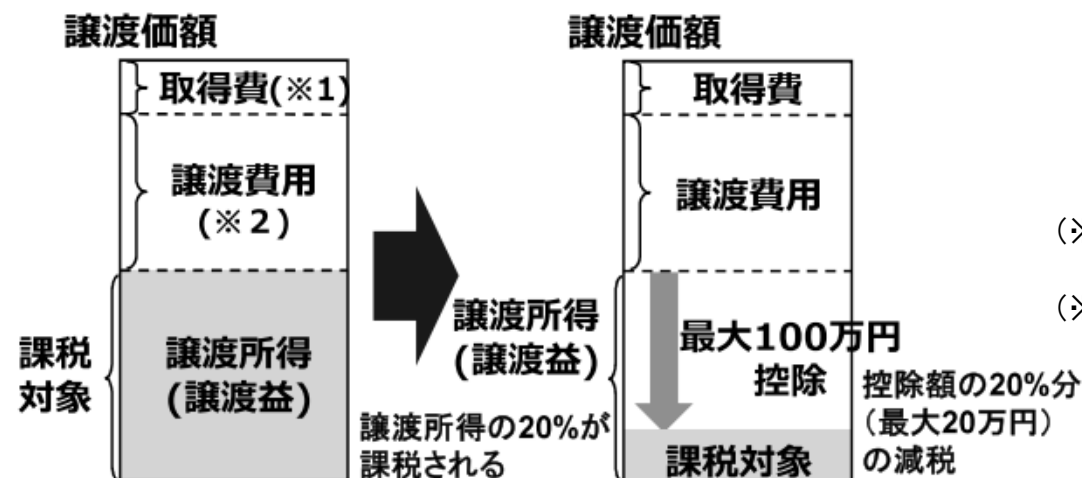 譲渡価額
取得費(※1)
譲渡費用
(※2)
課税
対象
譲渡所得
(譲渡益)
譲渡所得の20%が
課税される
譲渡価額
取得費
譲渡費用
譲渡所得
(譲渡益)
最大100万円
控除
課税対象
控除額の20%分
（最大20万円）
の減税
(※
(※